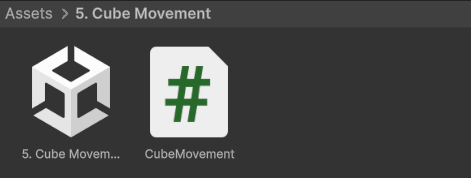 Assets > 5. Cube Movement
5. Cube Movem...
CubeMovement